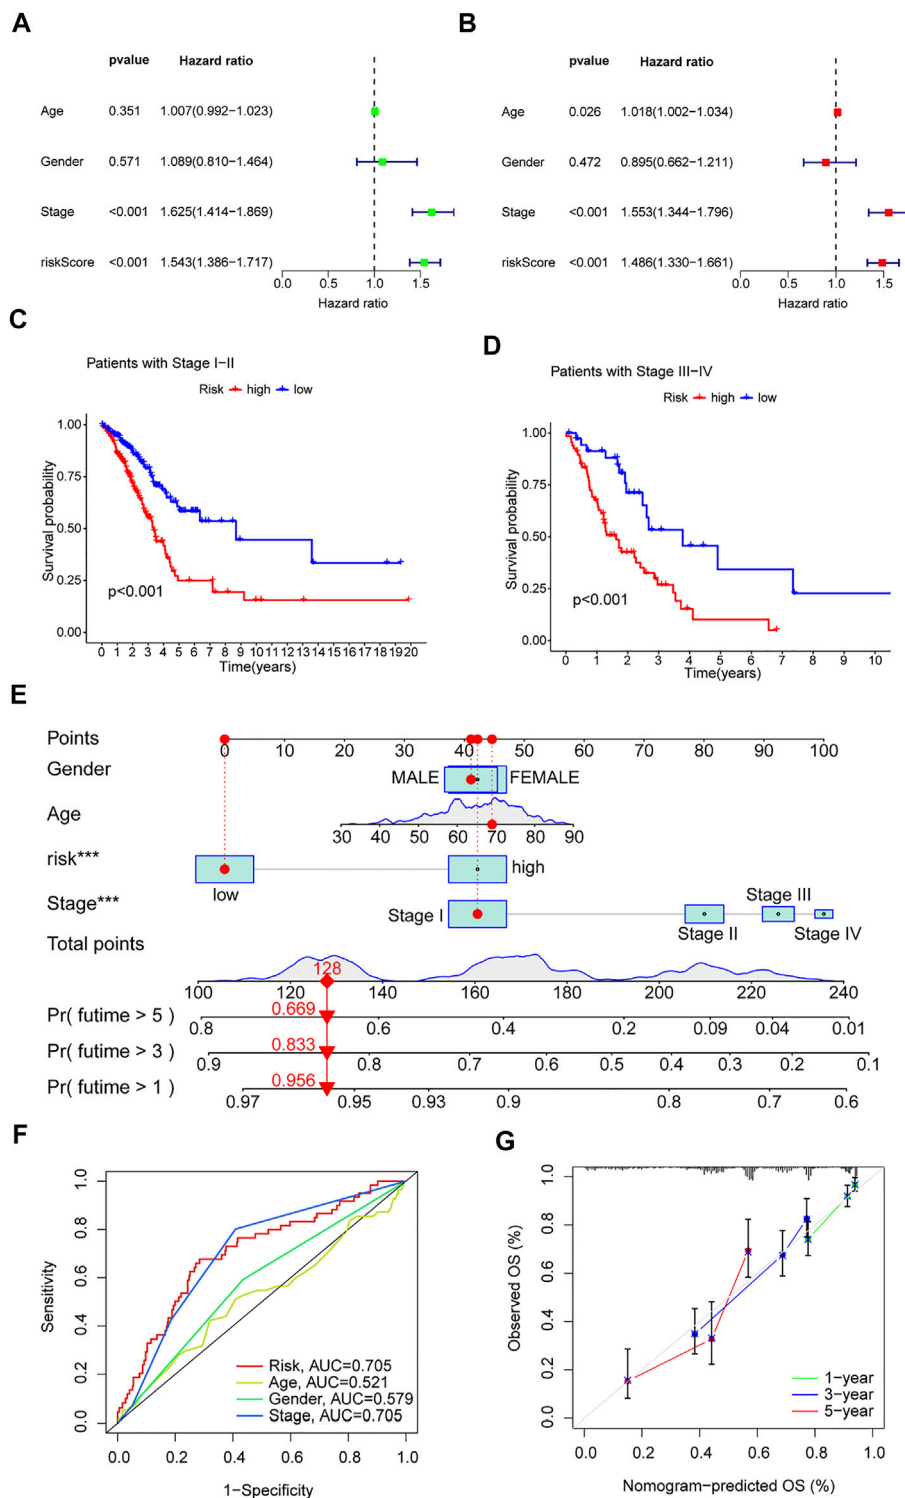 A
pvalue Hazard ratio
Age 0.351 1.007(0.992−1.023)
Gender 0.571 1.089(0.810−1.464)
Stage <0.001 1.625(1.414−1.869)
riskScore <0.001 1.543(1.386−1.717)
0.0 0.5 1.0 1.5
Hazard ratio
B
pvalue Hazard ratio
Age 0.026 1.018(1.002−1.034)
Gender 0.472 0.895(0.662−1.211)
Stage <0.001 1.553(1.344−1.796)
riskScore <0.001 1.486(1.330−1.661)
0.0 0.5 1.0 1.5
Hazard ratio
C
Patients with Stage I−II
Risk high low
Survival probability
1.00
0.75
0.50
0.25
0.00
p<0.001
0 1 2 3 4 5 6 7 8 9 10 11 12 13 14 15 16 17 18 19 20
Time(years)
D
Patients with Stage III−IV
Risk high low
Survival probability
1.00
0.75
0.50
0.25
0.00
p<0.001
0 1 2 3 4 5 6 7 8 9 10
Time(years)
E
Points
0 10 20 30 40 50 60 70 80 90 100
Gender
MALE FEMALE
Age
30 40 50 60 70 80 90
risk***
low high
Stage***
Stage I Stage II Stage III Stage IV
Total points
128
100 120 140 160 180 200 220 240
Pr( futime > 5 )
0.669
0.8 0.6 0.4 0.2 0.09 0.04 0.01
Pr( futime > 3 )
0.833
0.9 0.8 0.7 0.6 0.5 0.4 0.3 0.2 0.1
Pr( futime > 1 )
0.956
0.97 0.95 0.93 0.9 0.8 0.7 0.6
F
Sensitivity
1.0
0.8
0.6
0.4
0.2
0.0
Risk, AUC=0.705
Age, AUC=0.521
Gender, AUC=0.579
Stage, AUC=0.705
0.0 0.2 0.4 0.6 0.8 1.0
1−Specificity
G
Observed OS (%)
1.0
0.8
0.6
0.4
0.2
0.0
1−year
3−year
5−year
0.0 0.2 0.4 0.6 0.8 1.0
Nomogram−predicted OS (%)